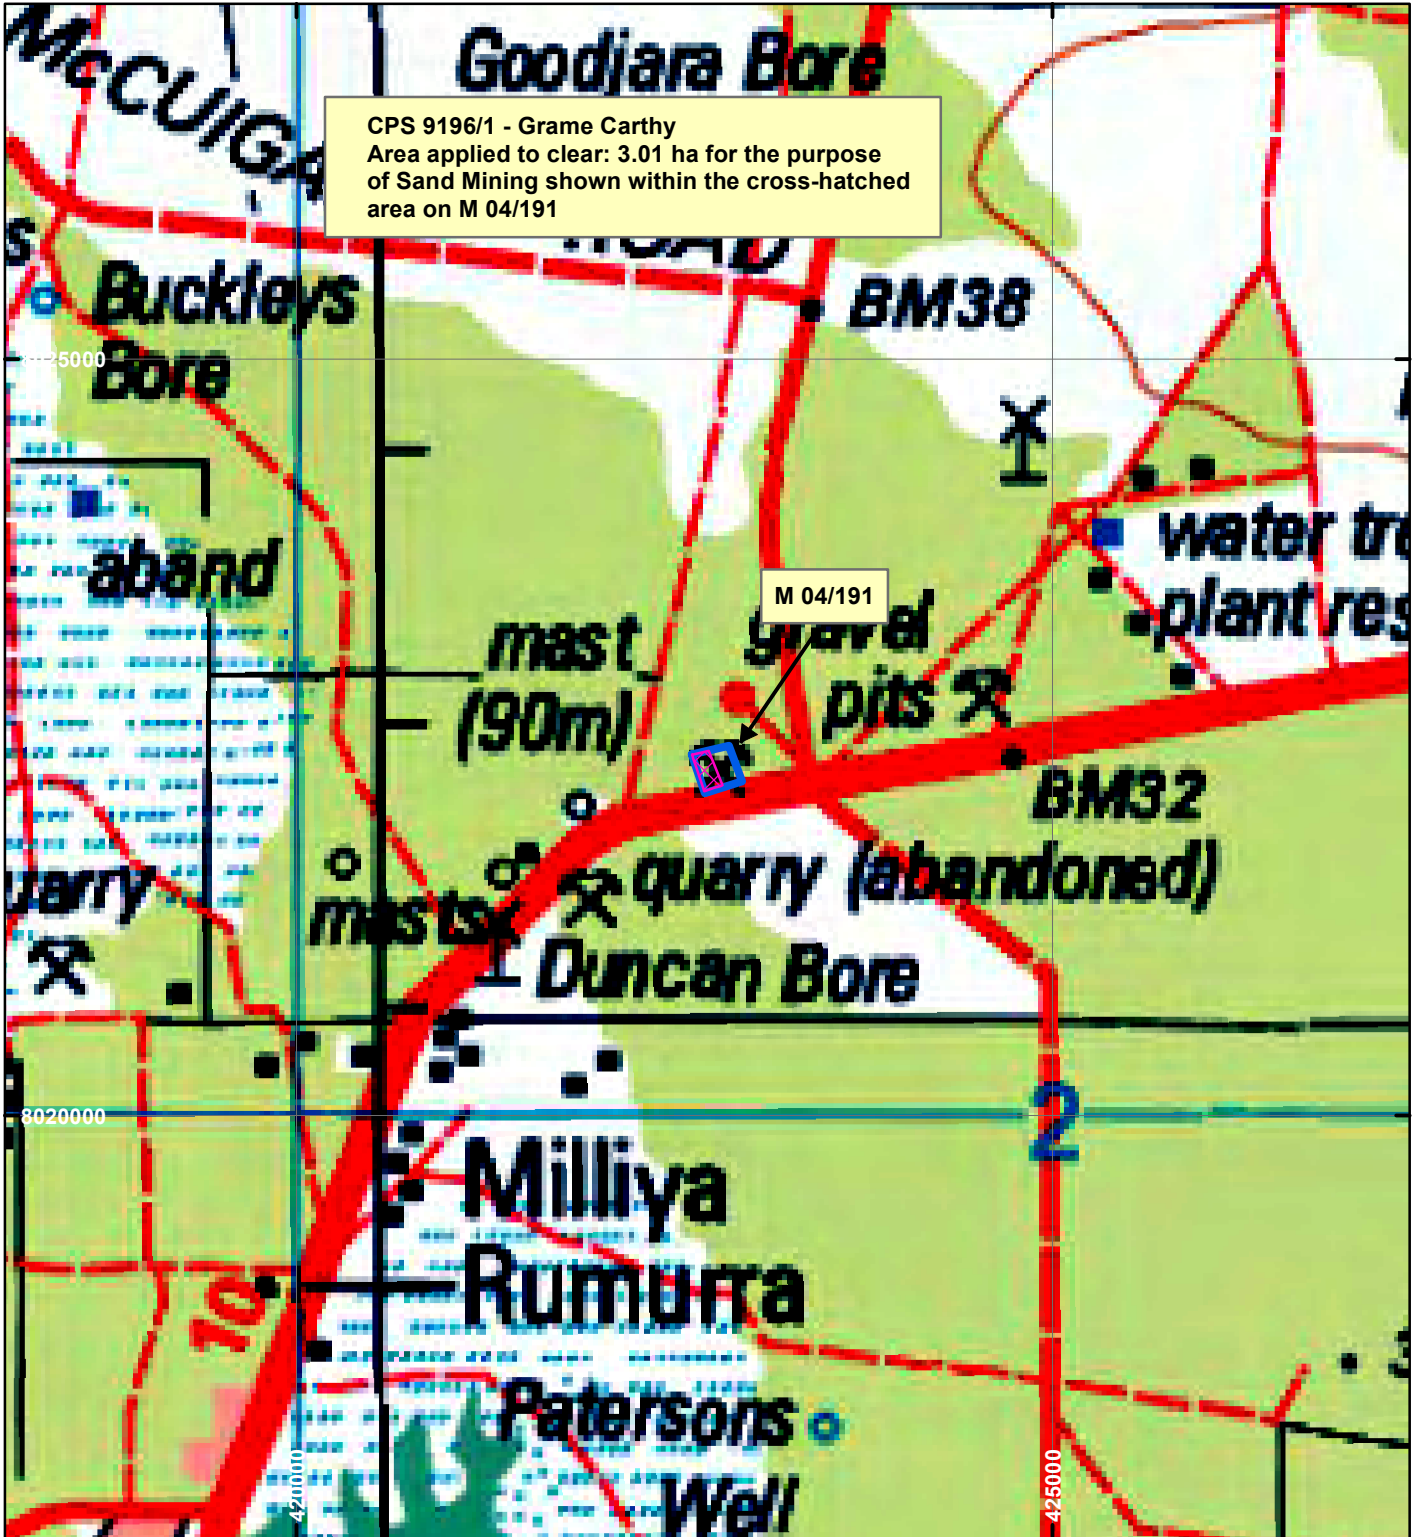 Goodjara Bore
CPS 9196/1 - Grame Carthy
Area applied to clear: 3.01 ha for the purpose
of Sand Mining shown within the cross-hatched
area on M 04/191
ROAD
Buckleys
Bore
BM38
8025000
aband
water
plant
M 04/191
mast
(90m)
gravel
pits
BM32
quarry (abandoned)
masts
Duncan Bore
8020000
2
Milliya
Rumurra
10
Patersons
Well
420000
425000